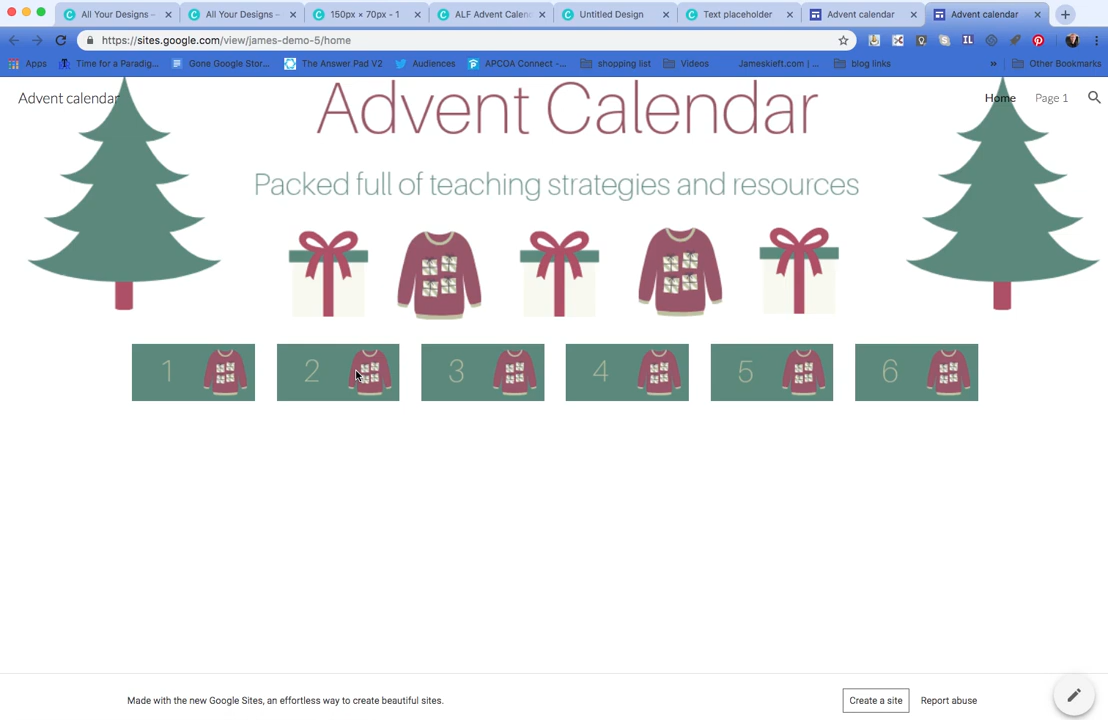 All Your Designs –
All Your Designs –
150px × 70px - 1
ALF Advent Calend
Untitled Design
Text placeholder
Advent calendar
Advent calendar
https://sites.google.com/view/james-demo-5/home
Apps
Time for a Paradig...
Gone Google Stor...
The Answer Pad V2
Audiences
APCOA Connect -...
shopping list
Videos
Jameskieft.com | ...
blog links
»
Other Bookmarks
Advent calendar
Home
Page 1
Advent Calendar
Packed full of teaching strategies and resources
1
2
3
4
5
6
Made with the new Google Sites, an effortless way to create beautiful sites.
Create a site
Report abuse